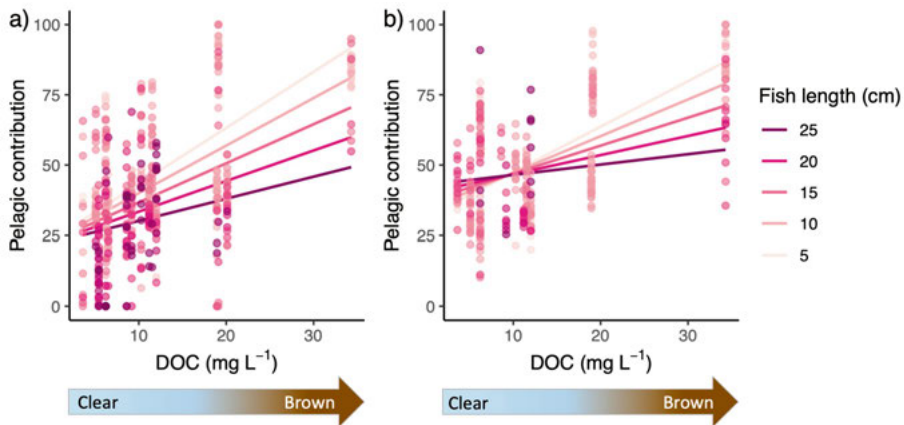 a)
b)
Pelagic contribution
100
75
50
25
0
10
20
30
DOC (mg L⁻¹)
Clear
Brown
Pelagic contribution
100
75
50
25
0
10
20
30
DOC (mg L⁻¹)
Clear
Brown
Fish length (cm)
25
20
15
10
5